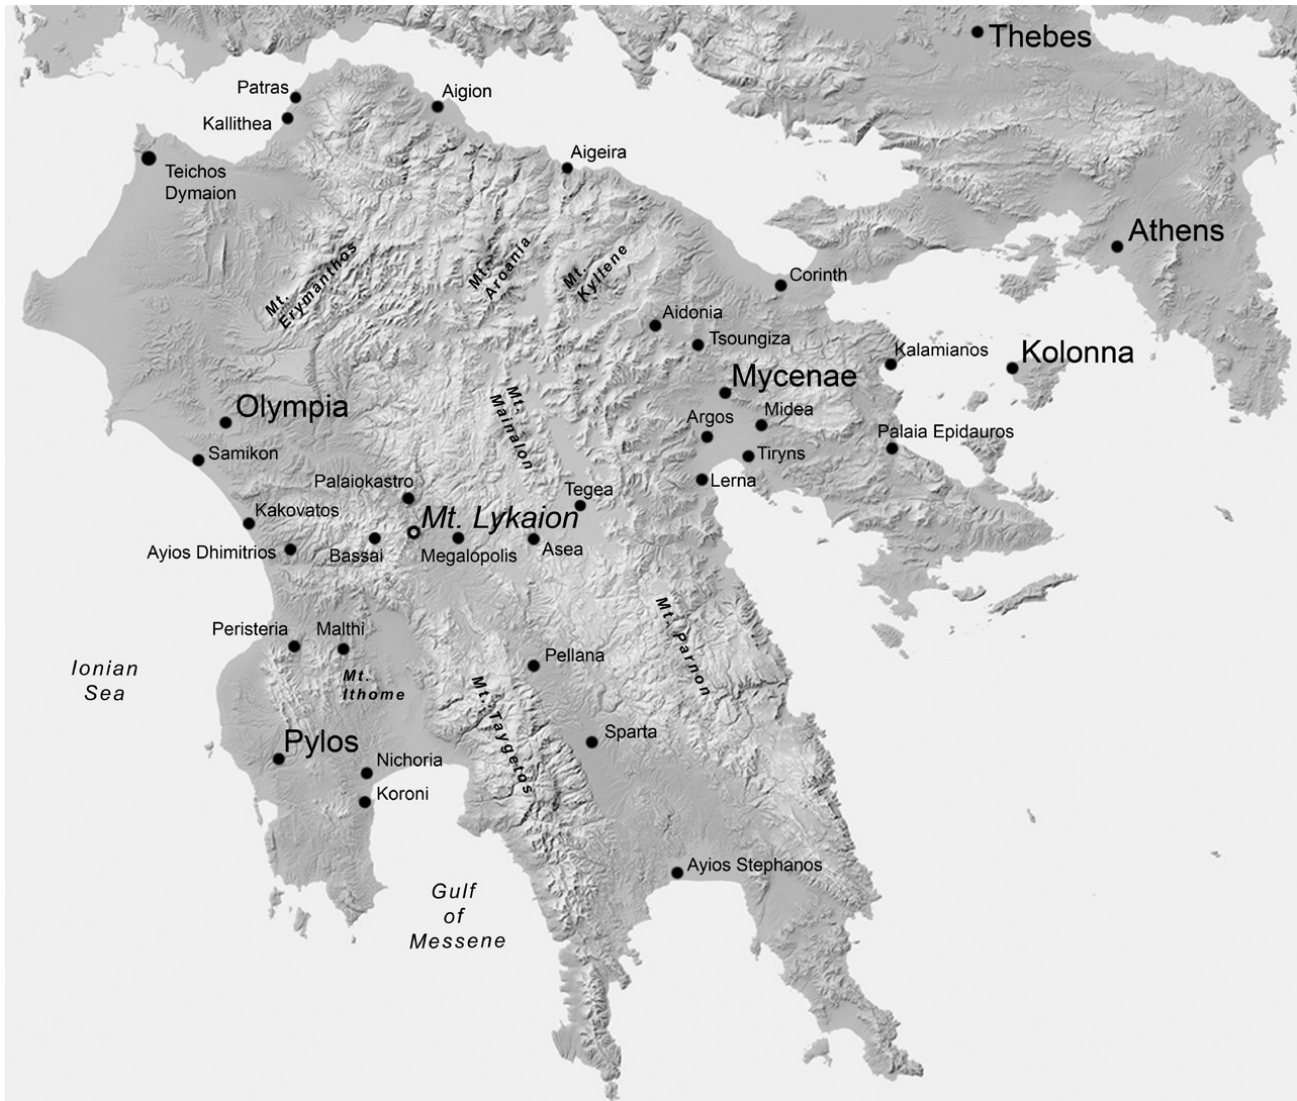 Thebes
Patras
Aigion
Kallithea
Aigeira
Teichos
Dymaion
Athens
Mt.
Erymanthos
Mt.
Aroania
Mt.
Kyllene
Corinth
Aidonia
Tsoungiza
Kalamianos
Kolonna
Mycenae
Olympia
Mt.
Mainalon
Argos
Midea
Palaia Epidauros
Samikon
Tiryns
Palaiokastro
Lerna
Tegea
Kakovatos
Mt. Lykaion
Ayios Dhimitrios
Bassai
Megalopolis
Asea
Peristeria
Malthi
Mt. Parnon
Pellana
Ionian
Sea
Mt.
Ithome
Mt. Taygetos
Sparta
Pylos
Nichoria
Koroni
Ayios Stephanos
Gulf
of
Messene